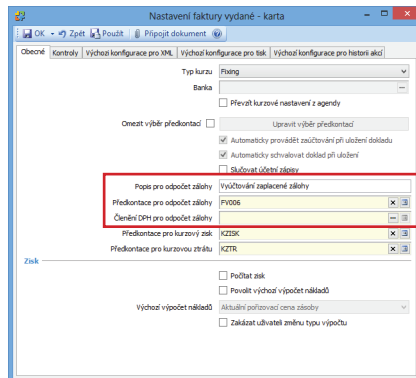 Nastavení faktury vydané - karta
OK Zpět Použít Připojit dokument
Obecné Kontroly Výchozí konfigurace pro XML Výchozí konfigurace pro tisk Výchozí konfigurace pro historii akcí
Typ kurzu Fixing
Banka
Převzít kurzové nastavení z agendy
Omezit výběr předkontací Upravit výběr předkontací
Automaticky provádět zaúčtování při uložení dokladu
Automaticky schvalovat doklad při uložení
Slučovat účetní zápisy
Popis pro odpočet zálohy Vyúčtování zaplacené zálohy
Předkontace pro odpočet zálohy FV006
Členění DPH pro odpočet zálohy
Předkontace pro kurzový zisk KZISK
Předkontace pro kurzovou ztrátu KZTR
Zisk
Počítat zisk
Povolit výchozí výpočet nákladů
Výchozí výpočet nákladů Aktuální pořizovací cena zásoby
Zakázat uživateli změnu typu výpočtu